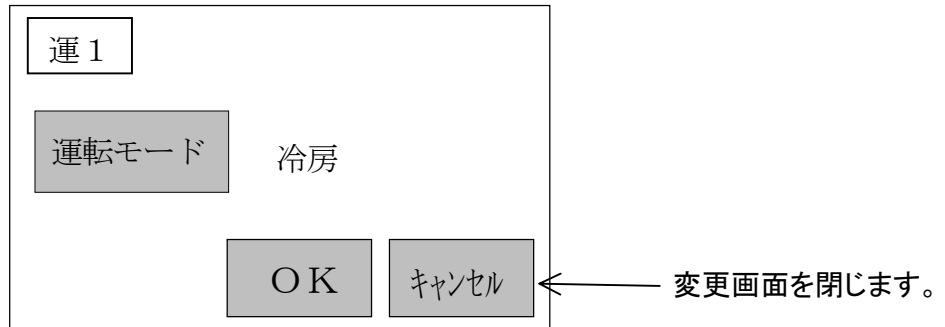 運１
運転モード
冷房
ＯＫ
ｷｬﾝｾﾙ
変更画面を閉じます。